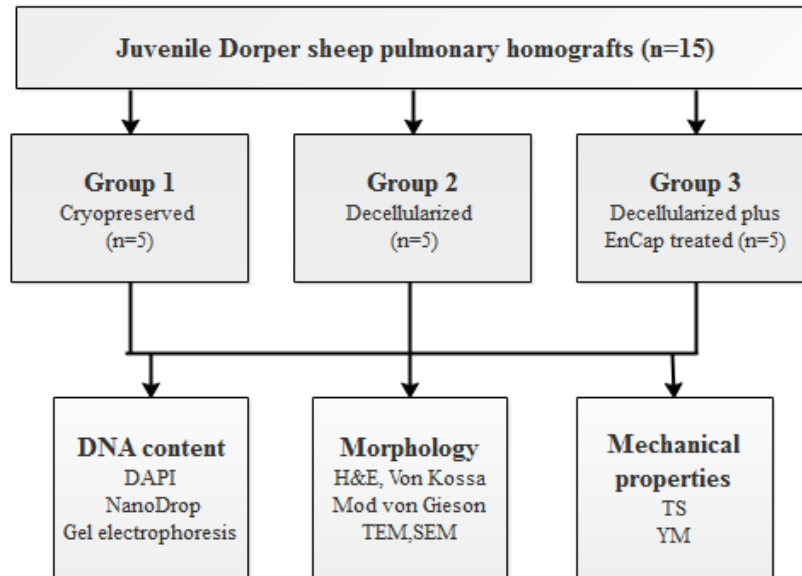 Juvenile Dorper sheep pulmonary homografts (n=15)
Group 1
Cryopreserved
(n=5)
Group 2
Decellularized
(n=5)
Group 3
Decellularized plus
EnCap treated (n=5)
DNA content
DAPI
NanoDrop
Gel electrophoresis
Morphology
H&E, Von Kossa
Mod von Gieson
TEM,SEM
Mechanical
properties
TS
YM